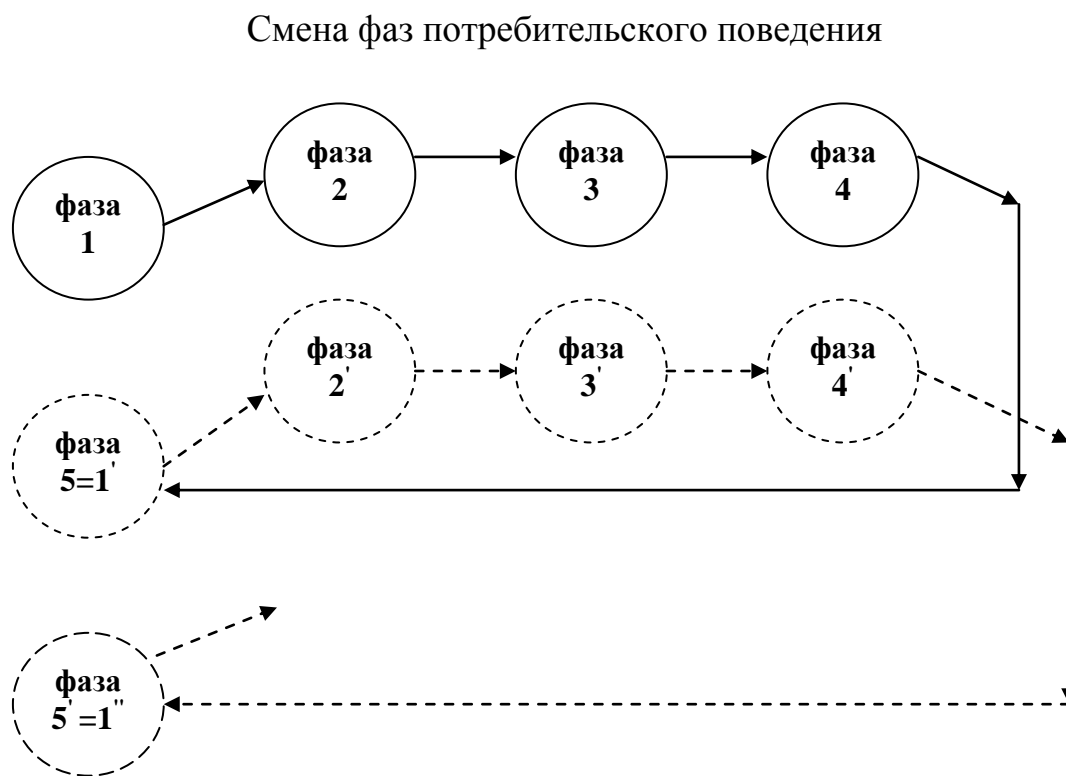 Смена фаз потребительского поведения
фаза
1
фаза
2
фаза
3
фаза
4
фаза
5=1'
фаза
2'
фаза
3'
фаза
4'
фаза
5'=1''